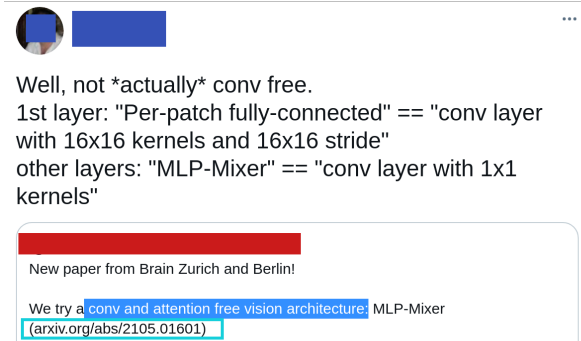 Well, not *actually* conv free.
1st layer: "Per-patch fully-connected" == "conv layer
with 16x16 kernels and 16x16 stride"
other layers: "MLP-Mixer" == "conv layer with 1x1
kernels"
New paper from Brain Zurich and Berlin!
We try a conv and attention free vision architecture: MLP-Mixer
(arxiv.org/abs/2105.01601)